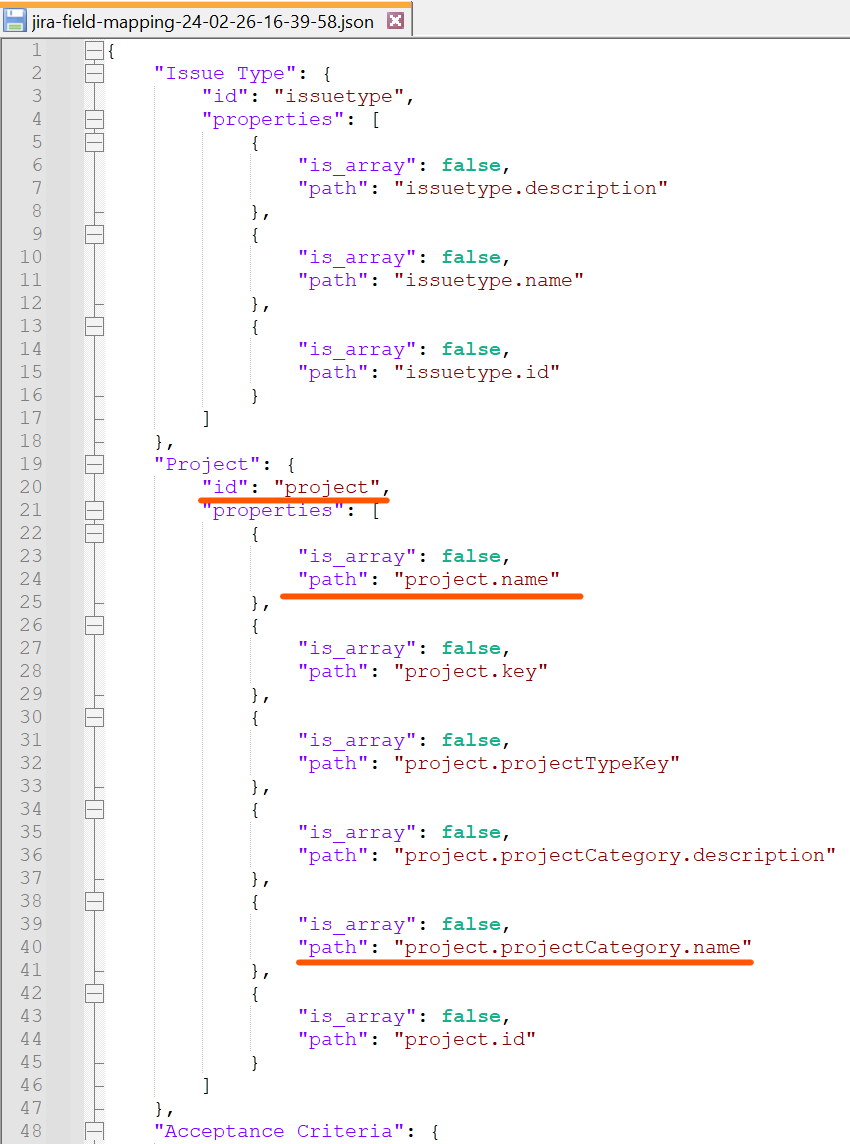 jira-field-mapping-24-02-26-16-39-58.json
1 {
2 "Issue Type": {
3 "id": "issuetype",
4 "properties": [
5 {
6 "is_array": false,
7 "path": "issuetype.description"
8 },
9 {
10 "is_array": false,
11 "path": "issuetype.name"
12 },
13 {
14 "is_array": false,
15 "path": "issuetype.id"
16 }
17 ]
18 },
19 "Project": {
20 "id": "project",
21 "properties": [
22 {
23 "is_array": false,
24 "path": "project.name"
25 },
26 {
27 "is_array": false,
28 "path": "project.key"
29 },
30 {
31 "is_array": false,
32 "path": "project.projectTypeKey"
33 },
34 {
35 "is_array": false,
36 "path": "project.projectCategory.description"
37 },
38 {
39 "is_array": false,
40 "path": "project.projectCategory.name"
41 },
42 {
43 "is_array": false,
44 "path": "project.id"
45 }
46 ]
47 },
48 "Acceptance Criteria": {